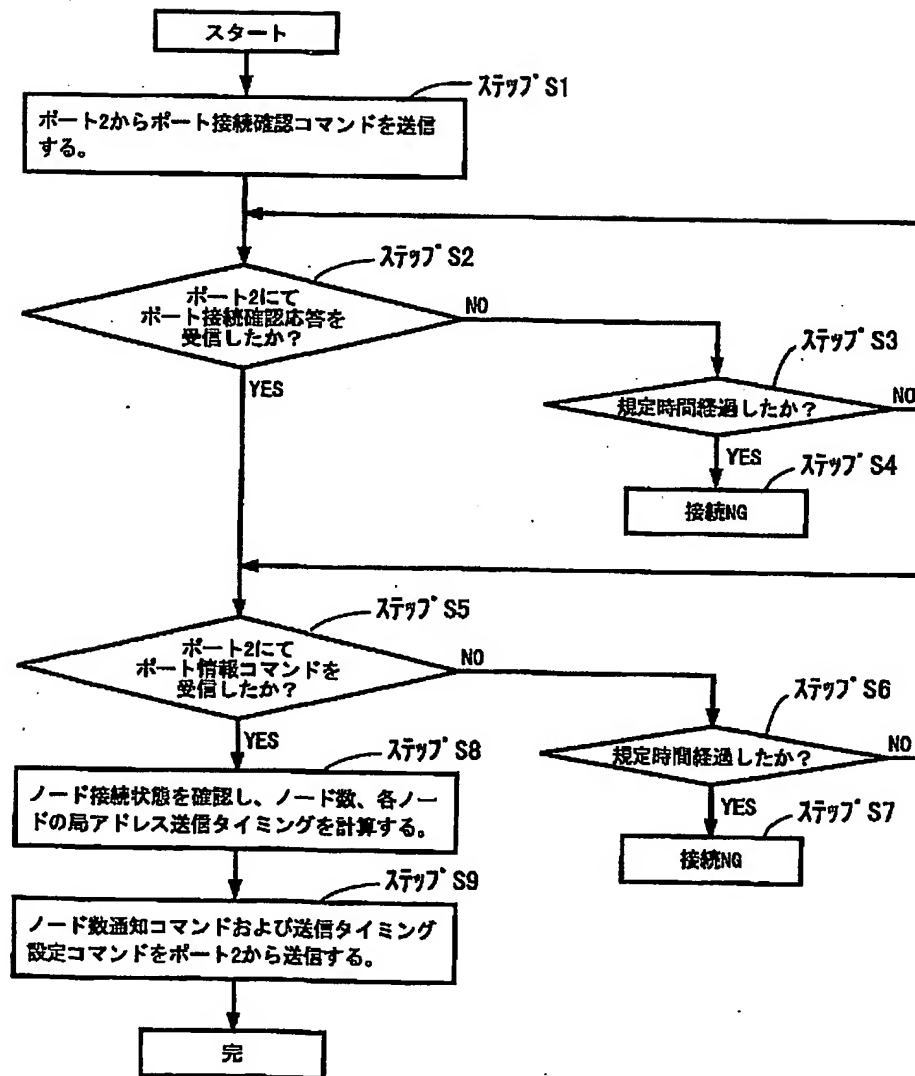 スタート
ステップ S1
ポート2からポート接続確認コマンドを送信
する。
ステップ S2
ポート2にて
ポート接続確認応答を
受信したか?
NO
YES
ステップ S3
規定時間経過したか?
NO
YES
ステップ S4
接続NG
ステップ S5
ポート2にて
ポート情報コマンドを
受信したか?
NO
YES
ステップ S6
規定時間経過したか?
NO
YES
ステップ S7
接続NG
ステップ S8
ノード接続状態を確認し、ノード数、各ノー
ドの局アドレス送信タイミングを計算する。
ステップ S9
ノード数通知コマンドおよび送信タイミング
設定コマンドをポート2から送信する。
完